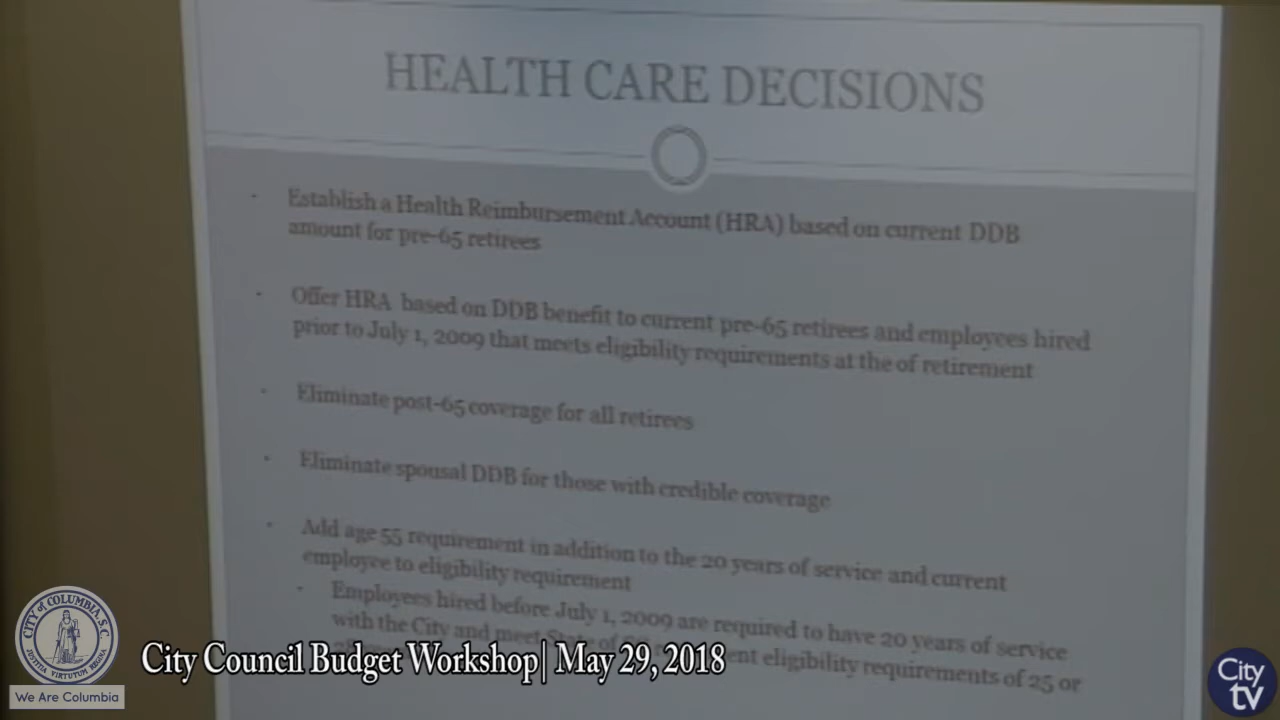 HEALTH CARE DECISIONS
- Establish a Health Reimbursement Account (HRA) based on current DDB
amount for pre-65 retirees
- Offer HRA based on DDB benefit to current pre-65 retirees and employees hired
prior to July 1, 2009 that meets eligibility requirements at the of retirement
- Eliminate post-65 coverage for all retirees
- Eliminate spousal DDB for those with credible coverage
- Add age 55 requirement in addition to the 20 years of service and current
employee to eligibility requirement
- Employees hired before July 1, 2009 are required to have 20 years of service
with the City and meet State of eligibility requirements of 25 or
CITY of COLUMBIA, S.C.
JUSTITIA VIRTUTUM REGINA
We Are Columbia
City Council Budget Workshop| May 29, 2018
City
tv